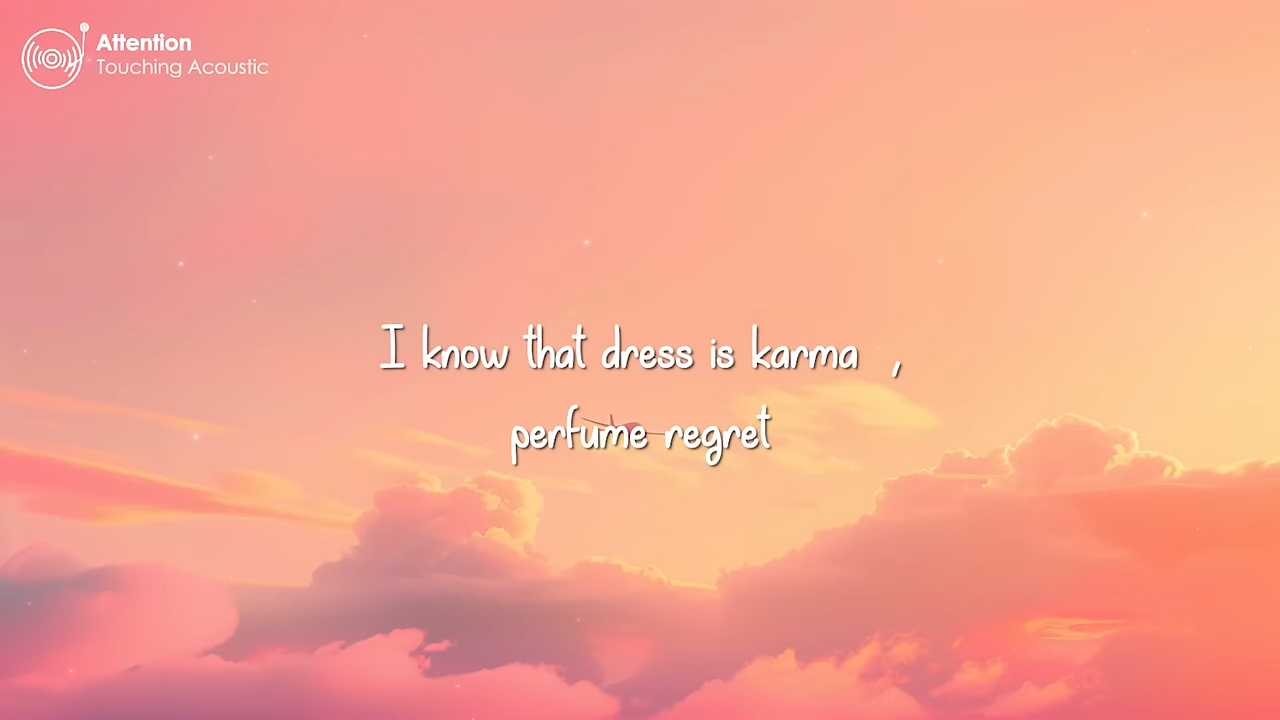 Attention
Touching Acoustic
I know that dress is karma ,
perfume regret